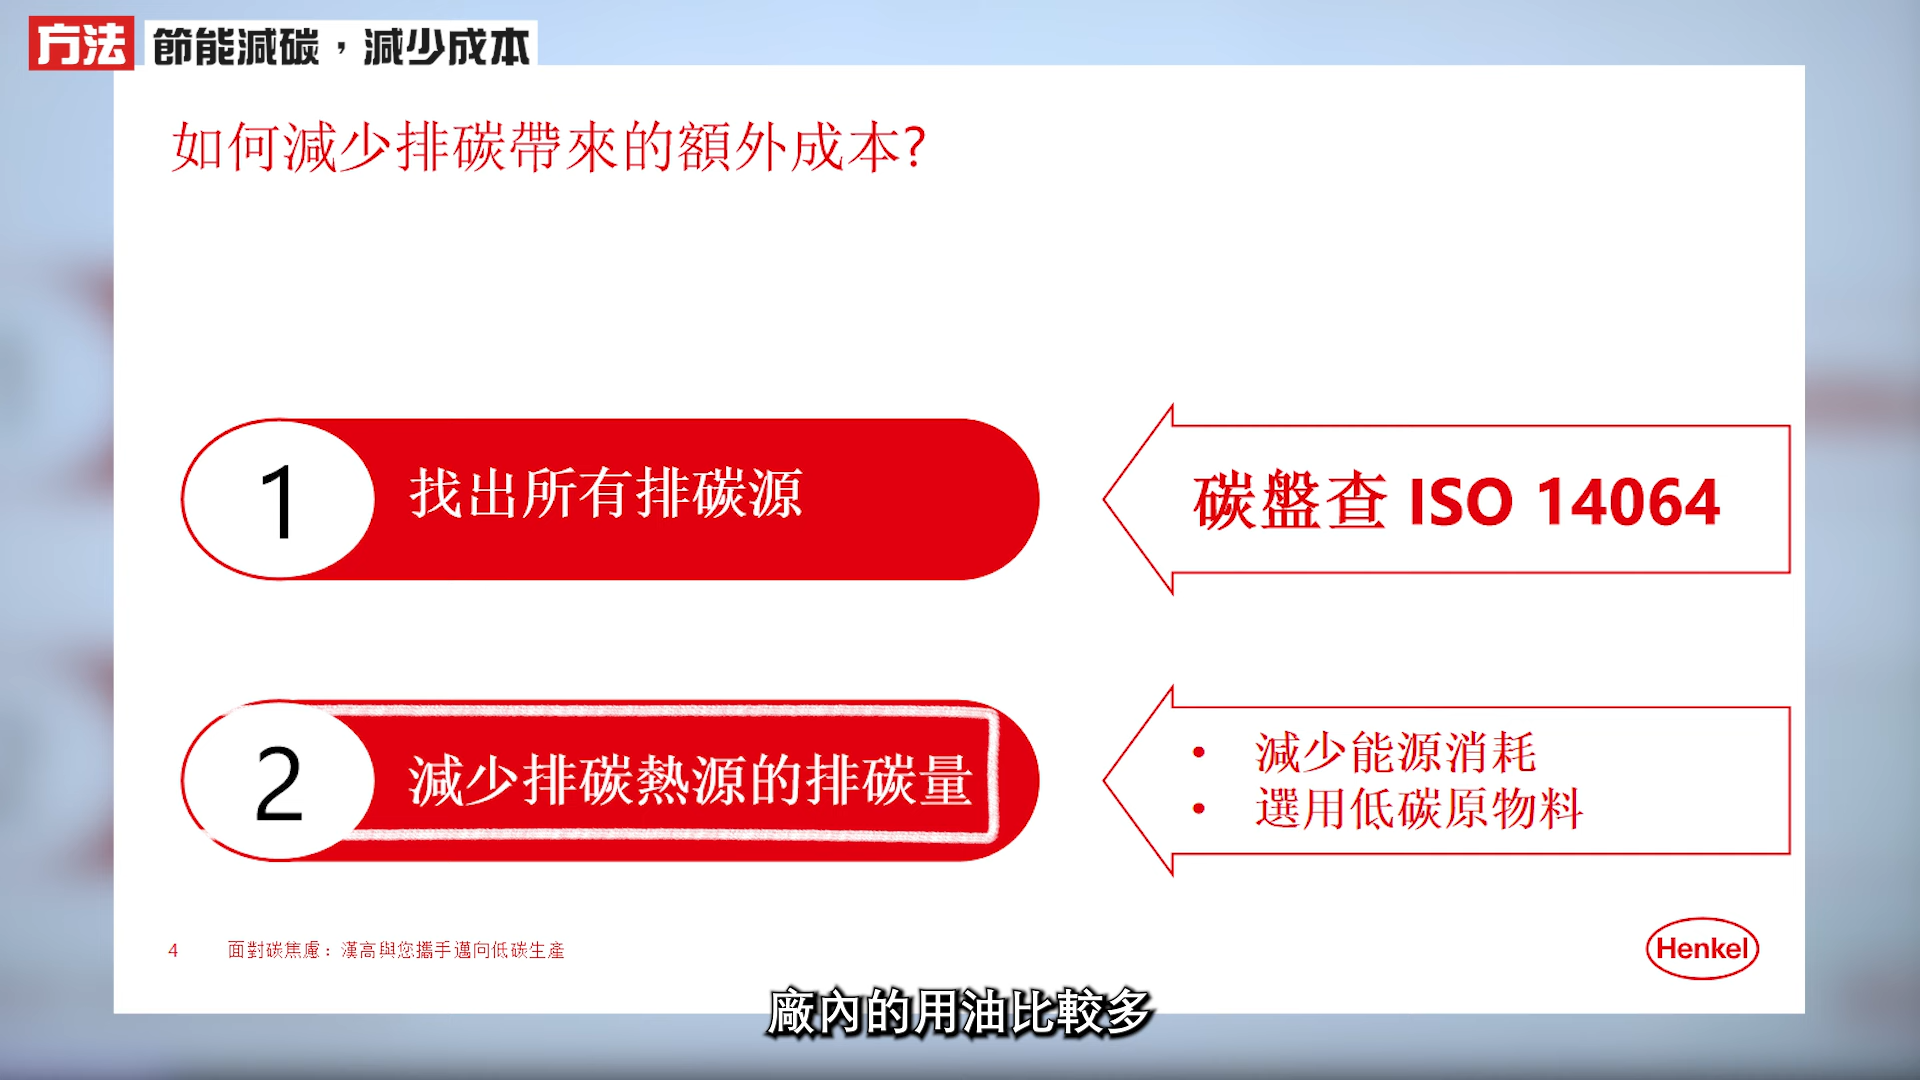 方法 節能減碳，減少成本
如何減少排碳帶來的額外成本?
1 找出所有排碳源
碳盤查 ISO 14064
2 減少排碳熱源的排碳量
• 減少能源消耗
• 選用低碳原物料
4 面對碳焦慮：漢高與您攜手邁向低碳生產
Henkel
廠內的用油比較多